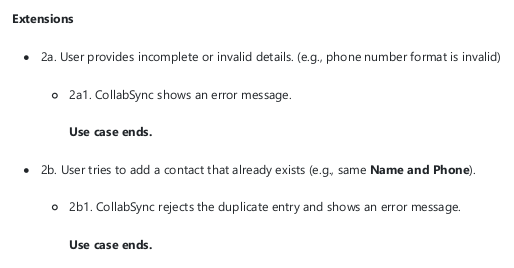 Extensions
2a. User provides incomplete or invalid details. (e.g., phone number format is invalid)
2a1. CollabSync shows an error message.
Use case ends.
2b. User tries to add a contact that already exists (e.g., same Name and Phone).
2b1. CollabSync rejects the duplicate entry and shows an error message.
Use case ends.